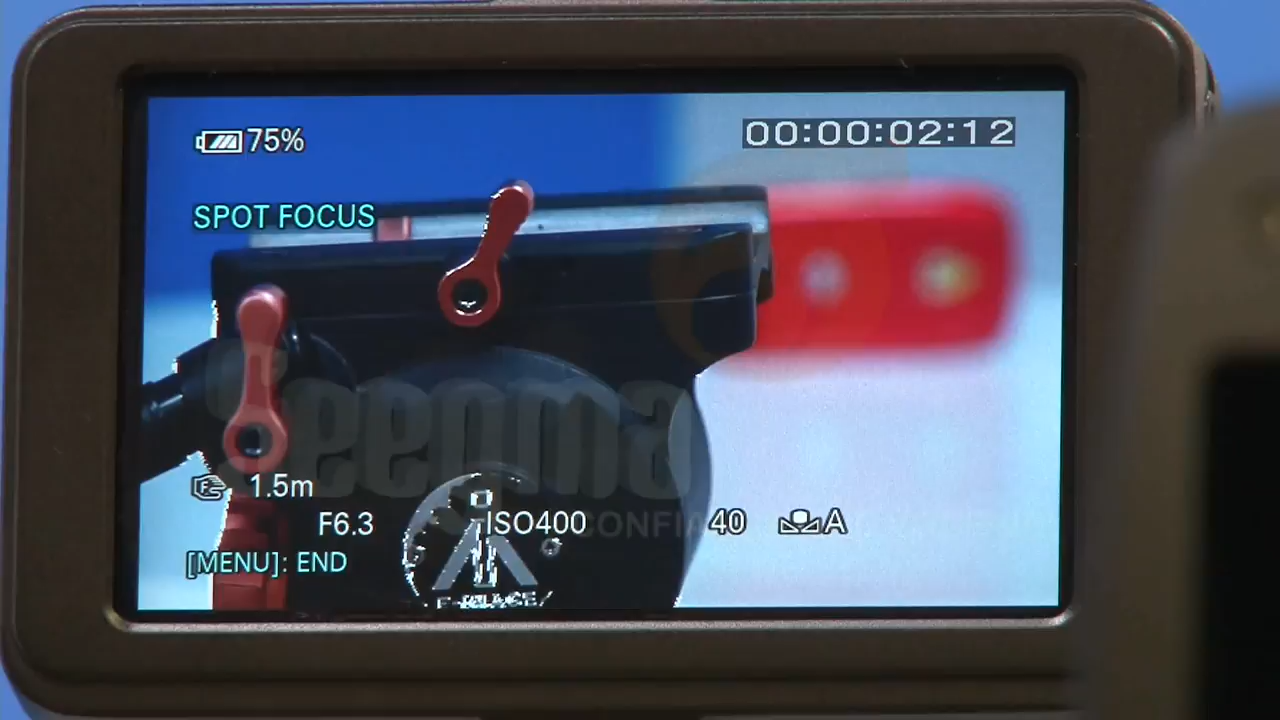 75%
00:00:02:12
SPOT FOCUS
1.5m
F6.3 ISO400 40 A
[MENU]: END